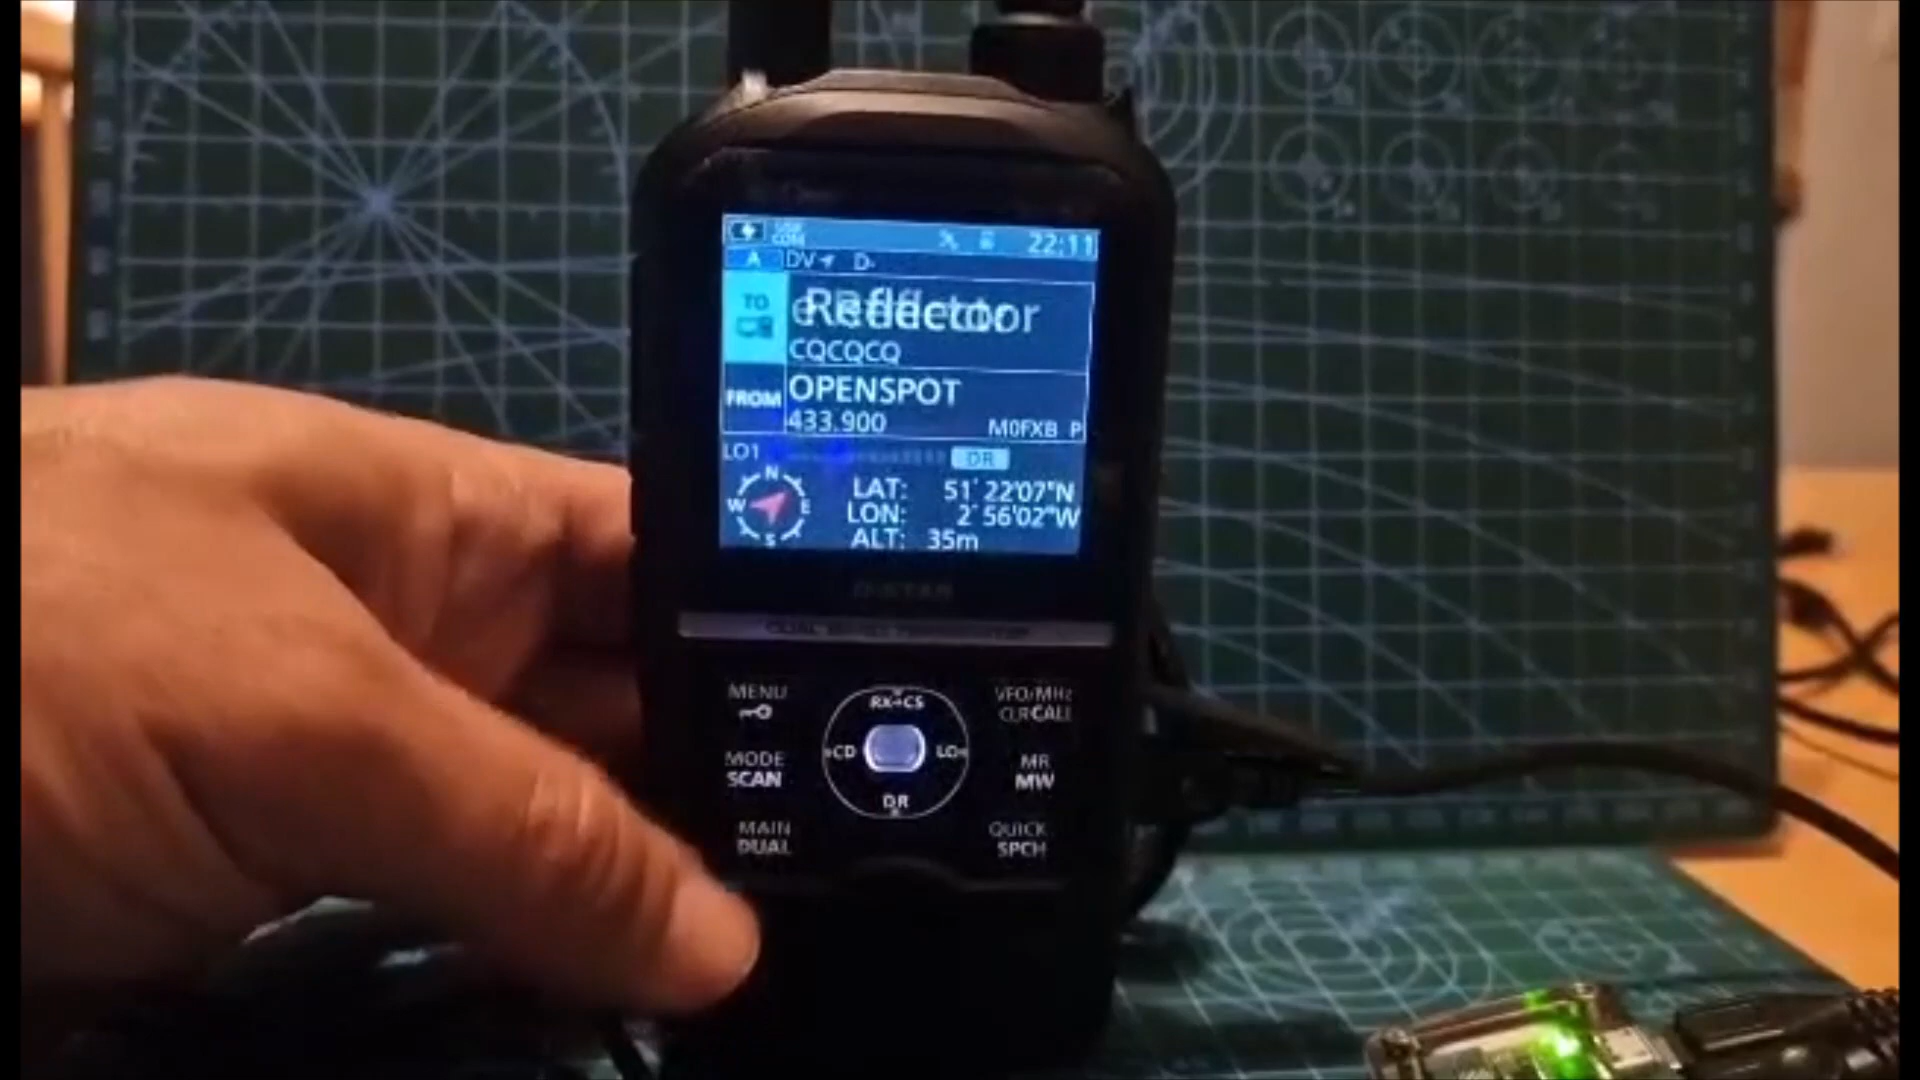 22:11
A DV D-
TO Reflector
CQCQCQ
FROM OPENSPOT
433.900 M0FXB P
LO1 DR
N
W E
S
LAT: 51°22'07"N
LON: 2°56'02"W
ALT: 35m
D-STAR
MENU
RX→CS
VFO/MHz
CLR CALL
MODE
SCAN
CD
LO
MR
MW
DR
MAIN
DUAL
QUICK
SPCH